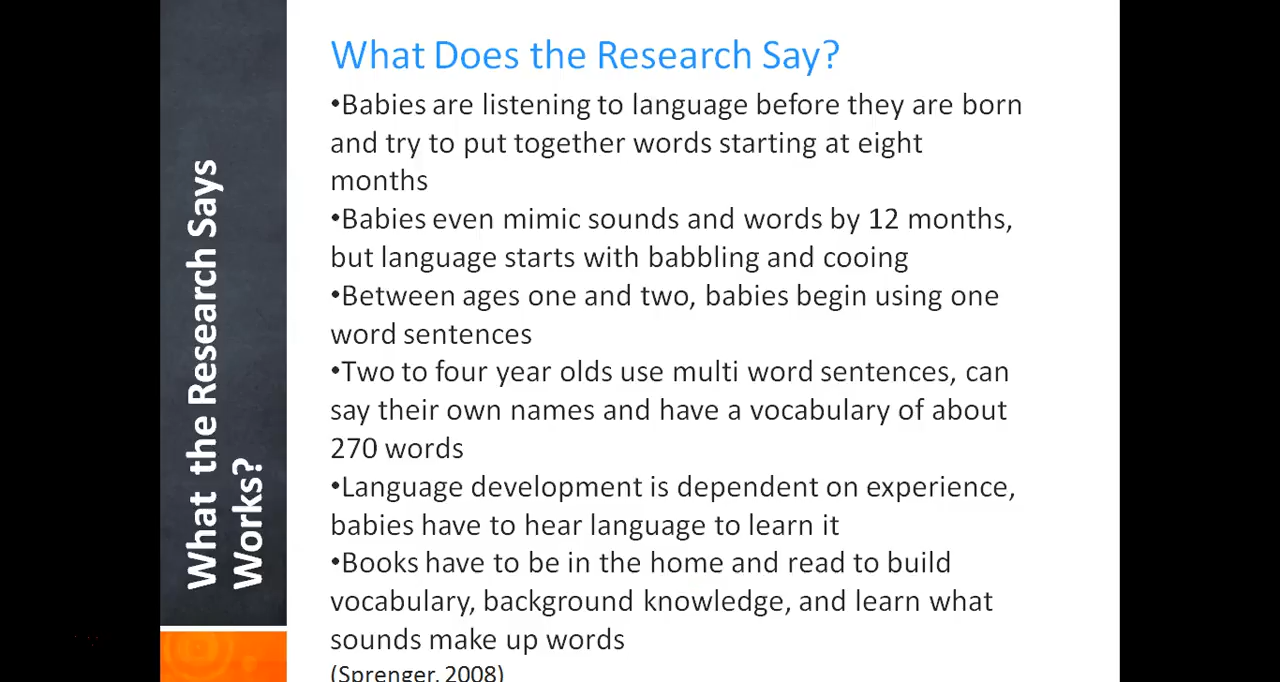 What the Research Says
Works?
What Does the Research Say?
•Babies are listening to language before they are born
and try to put together words starting at eight
months
•Babies even mimic sounds and words by 12 months,
but language starts with babbling and cooing
•Between ages one and two, babies begin using one
word sentences
•Two to four year olds use multi word sentences, can
say their own names and have a vocabulary of about
270 words
•Language development is dependent on experience,
babies have to hear language to learn it
•Books have to be in the home and read to build
vocabulary, background knowledge, and learn what
sounds make up words
(Sprenger, 2008)